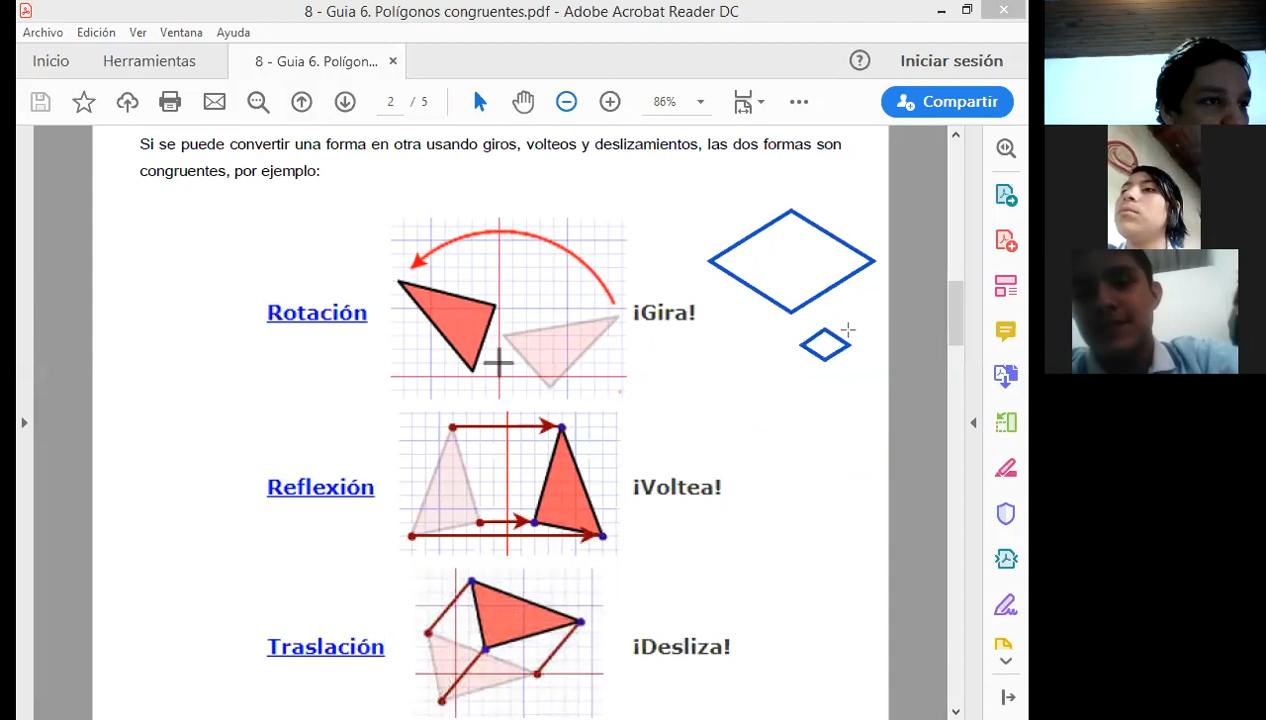 8 - Guia 6. Polígonos congruentes.pdf - Adobe Acrobat Reader DC
Archivo Edición Ver Ventana Ayuda
Inicio Herramientas 8 - Guia 6. Polígon... × Iniciar sesión
2 / 5 86% Compartir
Si se puede convertir una forma en otra usando giros, volteos y deslizamientos, las dos formas son
congruentes, por ejemplo:
Rotación ¡Gira!
Reflexión ¡Voltea!
Traslación ¡Desliza!